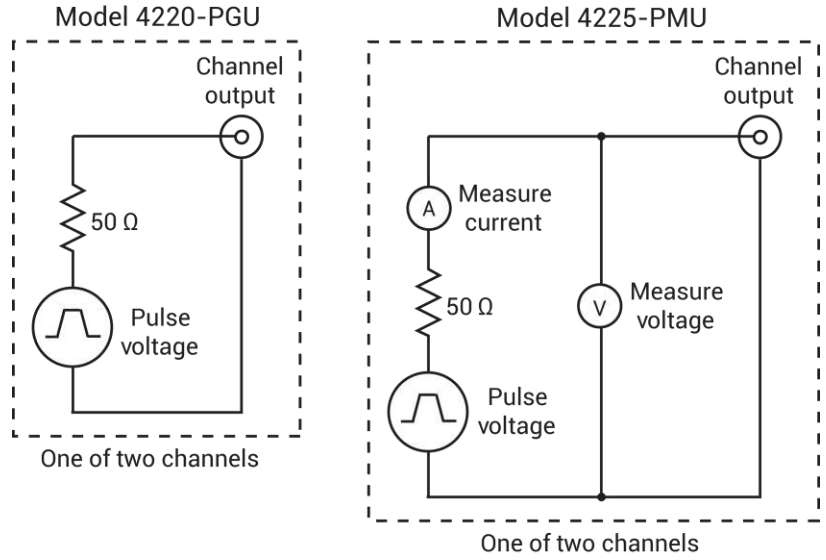 Model 4220-PGU
Channel
output
50 Ω
Pulse
voltage
One of two channels
Model 4225-PMU
Channel
output
A
Measure
current
50 Ω
V
Measure
voltage
Pulse
voltage
One of two channels